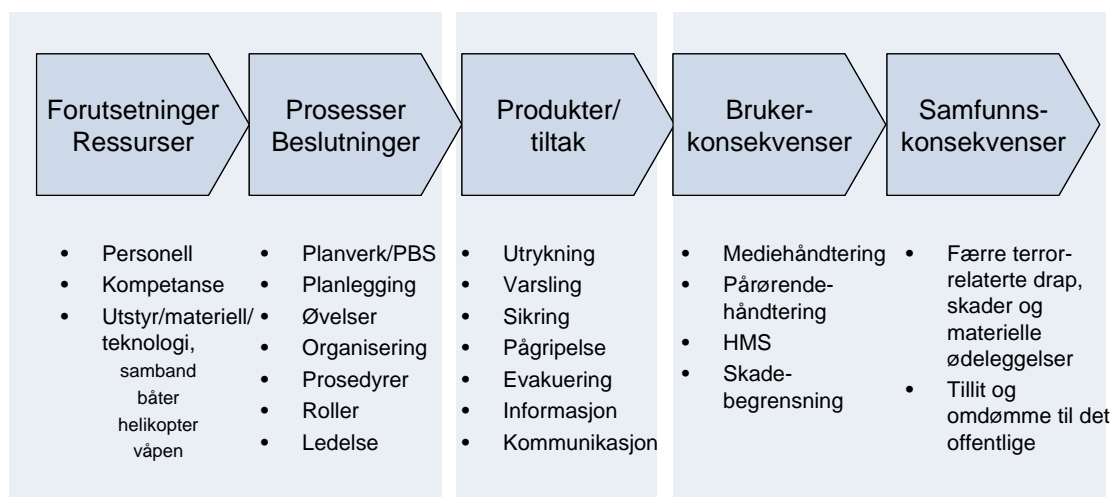 Forutsetninger
Ressurser
Prosesser
Beslutninger
Produkter/
tiltak
Bruker-
konsekvenser
Samfunns-
konsekvenser
• Personell
• Kompetanse
• Utstyr/materiell/
teknologi,
samband
båter
helikopter
våpen
• Planverk/PBS
• Planlegging
• Øvelser
• Organisering
• Prosedyrer
• Roller
• Ledelse
• Utrykning
• Varsling
• Sikring
• Pågripelse
• Evakuering
• Informasjon
• Kommunikasjon
• Mediehåndtering
• Pårørende-
håndtering
• HMS
• Skade-
begrensning
• Færre terror-
relaterte drap,
skader og
materielle
ødeleggelser
• Tillit og
omdømme til det
offentlige